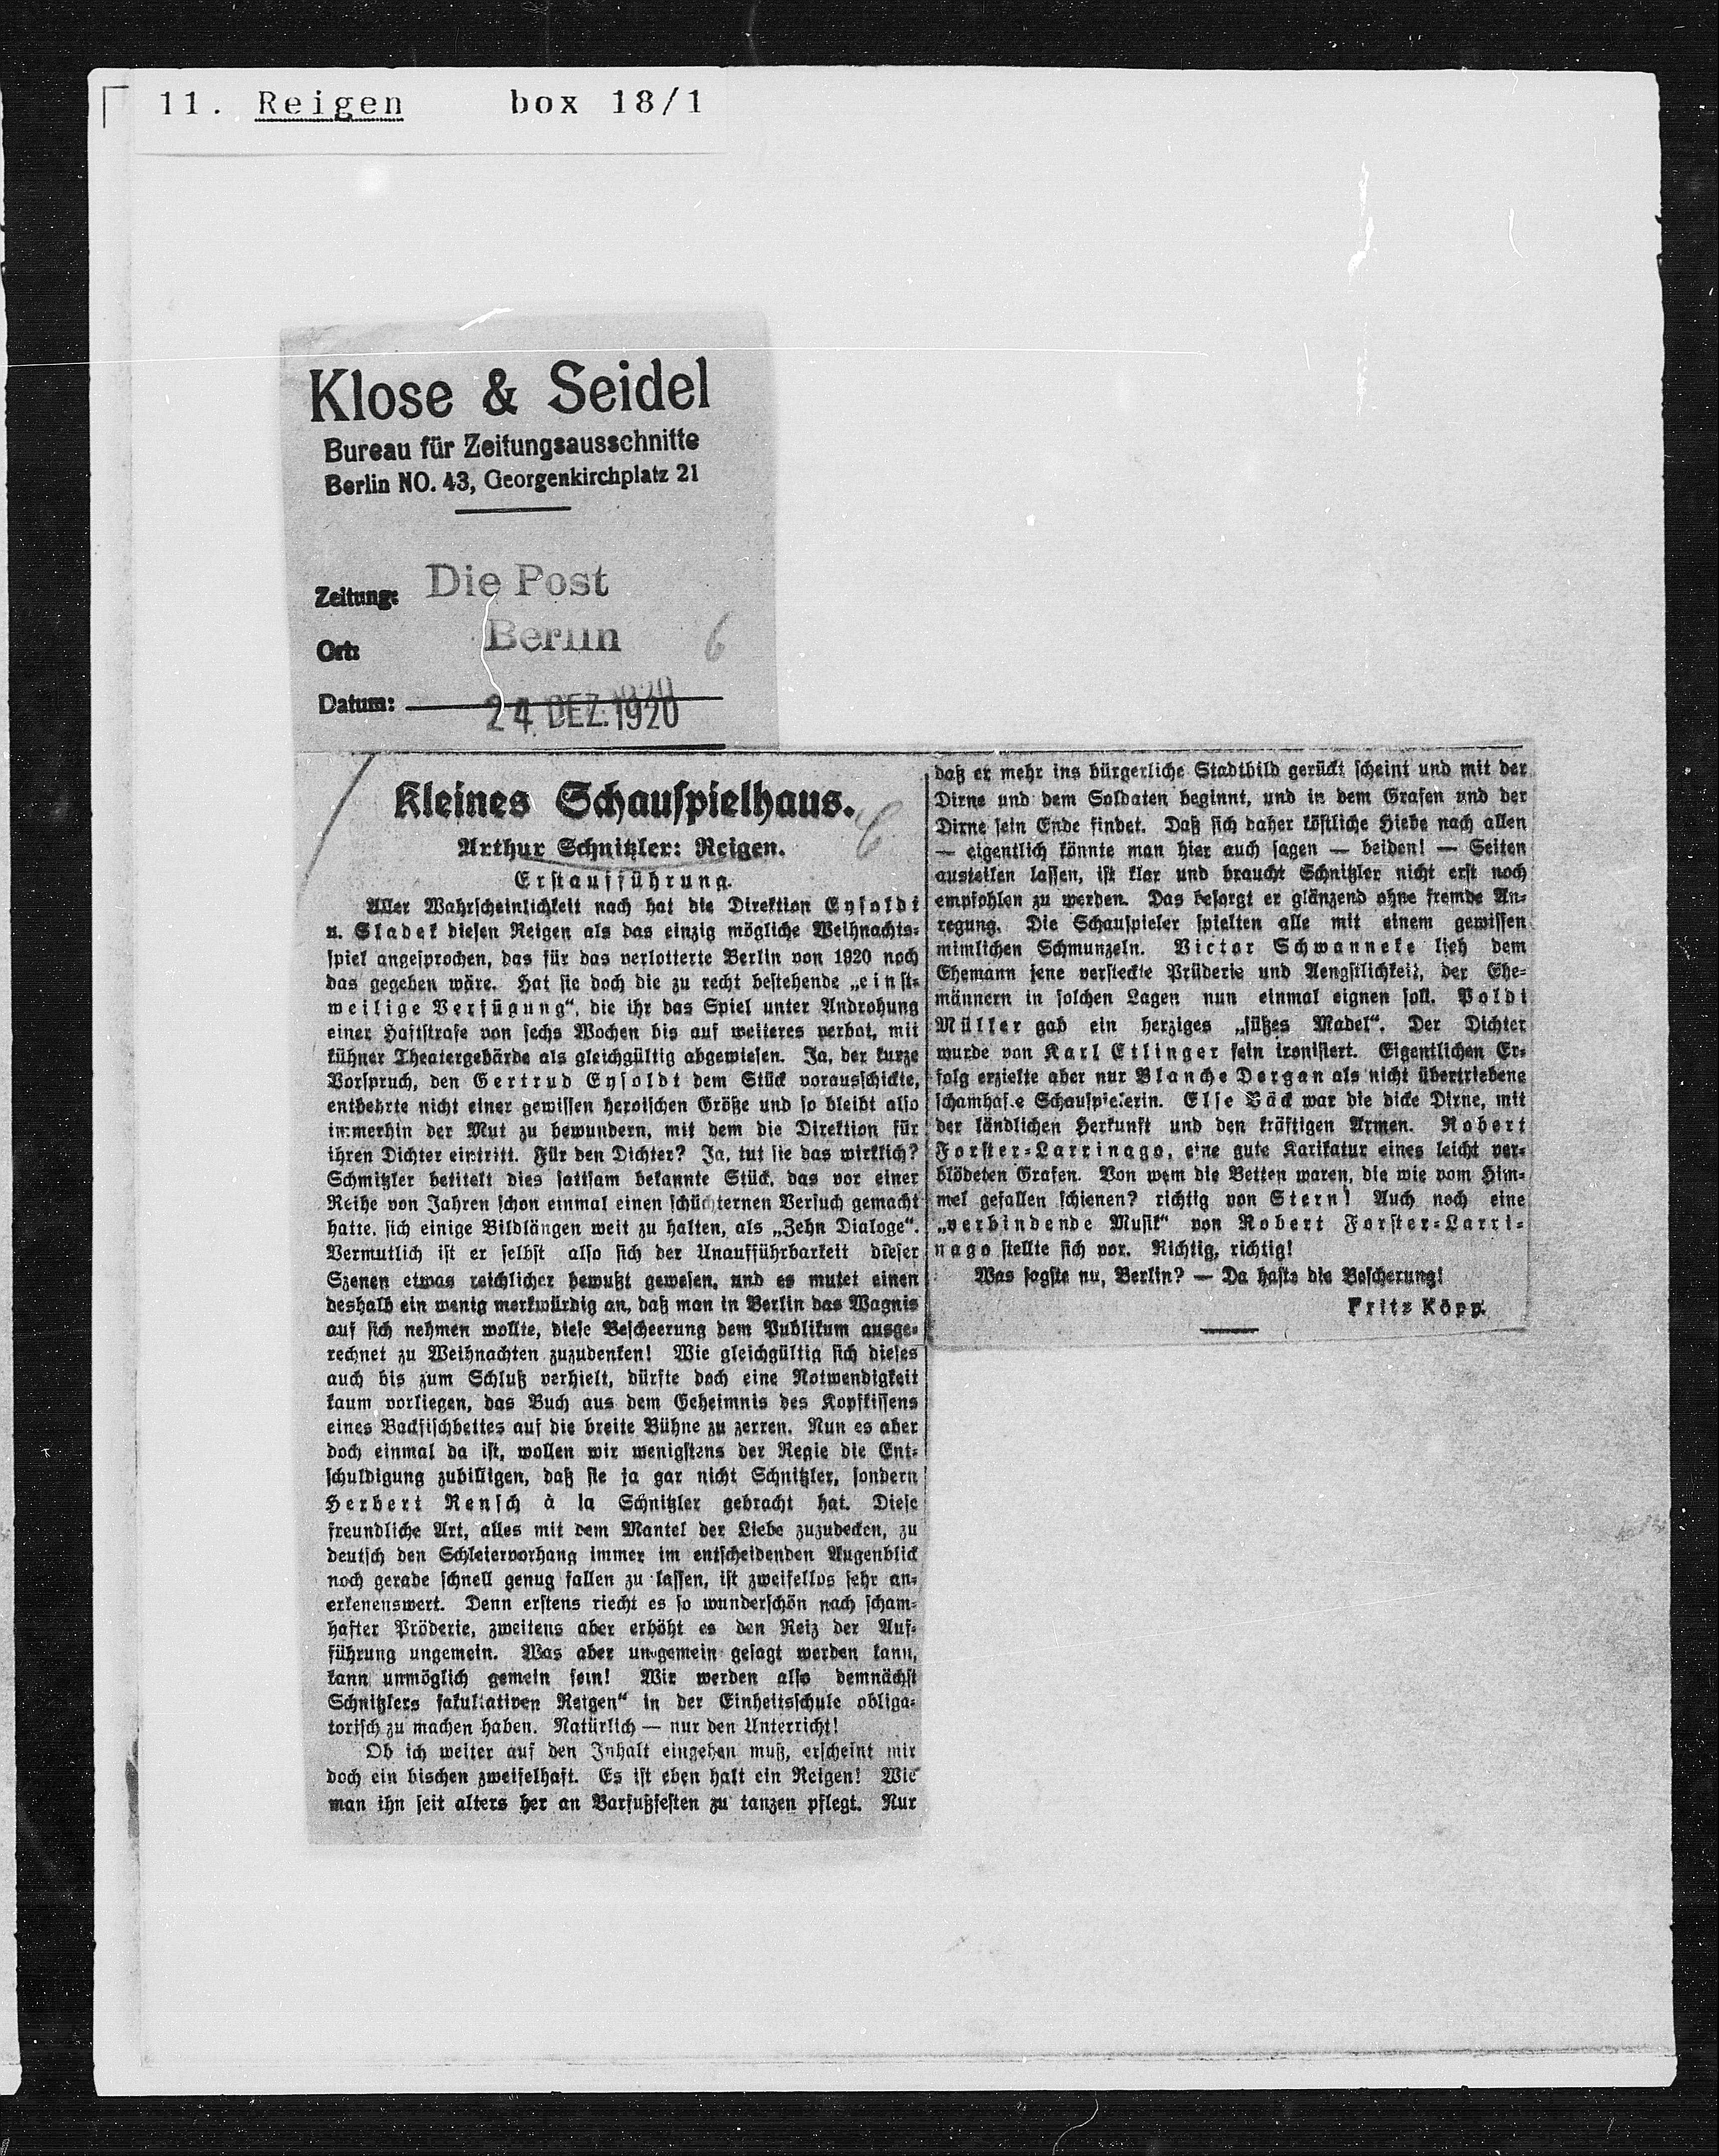 11. Reigen box 18/1
Klose & Seidel
Bureau für Zeitungsausschnitte
Berlin NO. 43, Georgenkirchplatz 21
Zeitung: Die Post
Ort: Berlin
6
Datum: 24. DEZ. 1920
Kleines Schauspielhaus.
6
Arthur Schnitzler: Reigen.
Erstaufführung.
Aller Wahrscheinlichkeit nach hat die Direktion Eysoldt
u. Sladek diesen Reigen als das einzig mögliche Weihnachts-
spiel angesprochen, das für das verlotterte Berlin von 1920 noch
das gegeben wäre. Hat sie doch die zu recht bestehende „einst-
weilige Verfügung“, die ihr das Spiel unter Androhung
einer Haftstrafe von sechs Wochen bis auf weiteres verbot, mit
kühner Theatergebärde als gleichgültig abgewiesen. Ja, der kurze
Vorspruch, den Gertrud Eysoldt dem Stück vorausschickte,
entbehrte nicht einer gewissen heroischen Größe und so bleibt also
immerhin der Mut zu bewundern, mit dem die Direktion für
ihren Dichter eintritt. Für den Dichter? Ja, tut sie das wirklich?
Schnitzler betitelt dies sattsam bekannte Stück, das vor einer
Reihe von Jahren schon einmal einen schüchternen Versuch gemacht
hatte, sich einige Bildlängen weit zu halten, als „Zehn Dialoge“.
Vermutlich ist er selbst also sich der Unaufführbarkeit dieser
Szenen etwas reichlicher bewußt gewesen, und es mutet einen
deshalb ein wenig merkwürdig an, daß man in Berlin das Wagnis
auf sich nehmen wollte, diese Bescheerung dem Publikum ausge-
rechnet zu Weihnachten zuzudenken! Wie gleichgültig sich dieses
auch bis zum Schluß verhielt, dürfte doch eine Notwendigkeit
kaum vorliegen, das Buch aus dem Geheimnis des Kopfkissens
eines Backfischbettes auf die breite Bühne zu zerren. Nun es aber
doch einmal da ist, wollen wir wenigstens der Regie die Ent-
schuldigung zubilligen, daß sie ja gar nicht Schnitzler, sondern
Herbert Rensch à la Schnitzler gebracht hat. Diese
freundliche Art, alles mit dem Mantel der Liebe zuzudecken, zu
deutsch den Schleiervorhang immer im entscheidenden Augenblick
noch gerade schnell genug fallen zu lassen, ist zweifellos sehr an-
erkenenswert. Denn erstens riecht es so wunderschön nach scham-
hafter Pröderie, zweitens aber erhöht es den Reiz der Auf-
führung ungemein. Was aber un-gemein gesagt werden kann,
kann unmöglich gemein sein! Wir werden also demnächst
Schnitzlers fakultativen Reigen“ in der Einheitsschule obliga-
torisch zu machen haben. Natürlich — nur den Unterricht!
Ob ich weiter auf den Inhalt eingehen muß, erscheint mir
doch ein bischen zweifelhaft. Es ist eben halt ein Reigen! Wie
man ihn seit alters her an Barfußfesten zu tanzen pflegt. Nur
daß er mehr ins bürgerliche Stadtbild gerückt scheint und mit der
Dirne und dem Soldaten beginnt, und in dem Grafen und der
Dirne sein Ende findet. Daß sich daher köstliche Hiebe nach allen
— eigentlich könnte man hier auch sagen — beiden! — Seiten
austeilen lassen, ist klar und braucht Schnitzler nicht erst noch
empfohlen zu werden. Das besorgt er glänzend ohne fremde An-
regung. Die Schauspieler spielten alle mit einem gewissen
mimlichen Schmunzeln. Victor Schwanneke lieh dem
Ehemann jene versteckte Prüderie und Aengstlichkeit, der Ehe-
männern in solchen Lagen nun einmal eignen soll. Poldi
Müller gab ein herziges „süßes Madel“. Der Dichter
wurde von Karl Etlinger fein ironisiert. Eigentlichen Er-
folg erzielte aber nur Blanche Dergan als nicht übertriebene
schamhafte Schauspielerin. Else Bäck war die dicke Dirne, mit
der ländlichen Herkunft und den kräftigen Armen. Robert
Forster-Larrinago, eine gute Karikatur eines leicht ver-
blödeten Grafen. Von wem die Betten waren, die wie vom Him-
mel gefallen schienen? richtig von Stern! Auch noch eine
„verbindende Musik“ von Robert Forster-Larri-
nago stellte sich vor. Richtig, richtig!
Was sagste nu, Berlin? — Da haste die Bescherung!
Fritz Köpp.